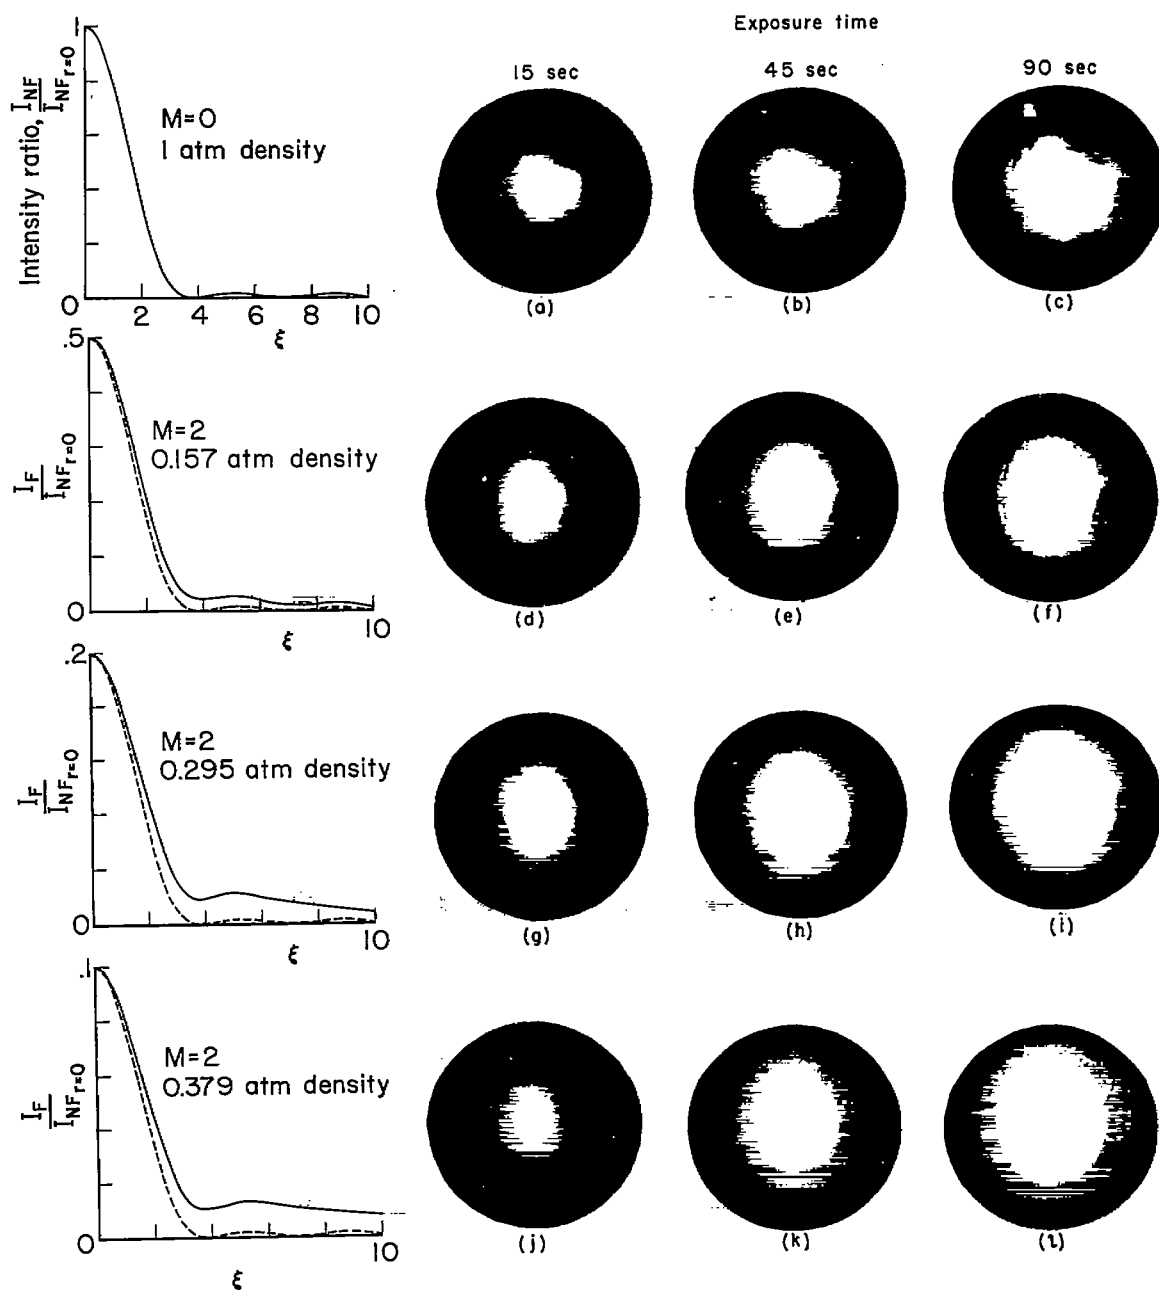 Exposure time
15 sec 45 sec 90 sec
Intensity ratio, I_NF / I_NF r=0
1
M=0
1 atm density
0 2 4 6 8 10
ξ
(a) (b) (c)
.5
I_F / I_NF r=0
M=2
0.157 atm density
0 10
ξ
(d) (e) (f)
.2
I_F / I_NF r=0
M=2
0.295 atm density
0 10
ξ
(g) (h) (i)
.1
I_F / I_NF r=0
M=2
0.379 atm density
0 10
ξ
(j) (k) (l)